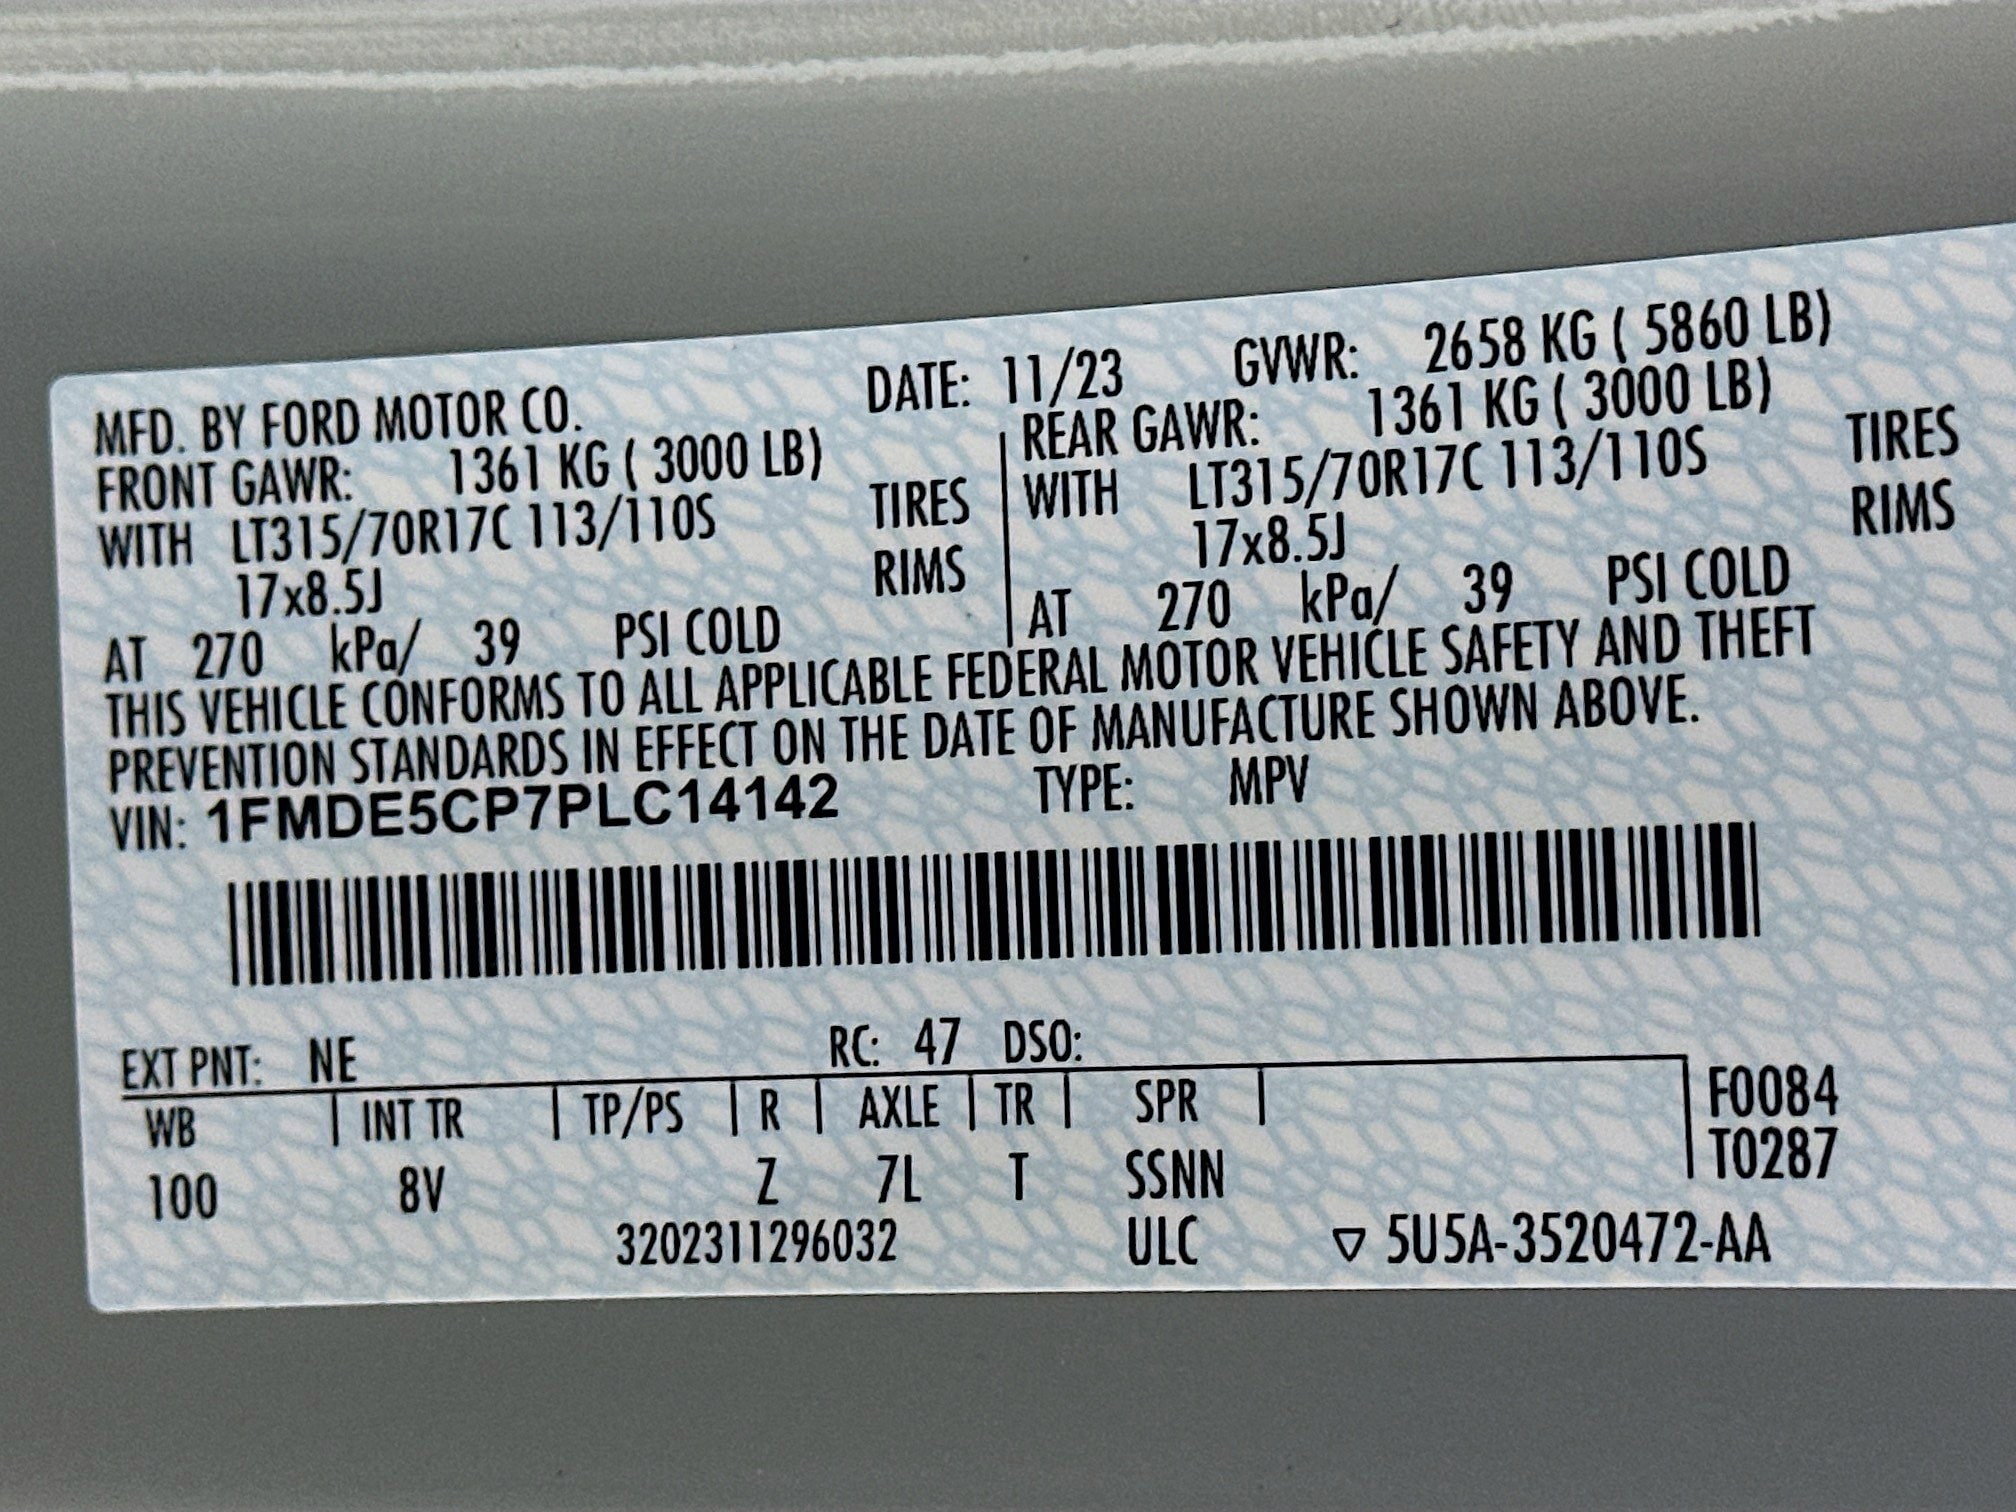 MFD. BY FORD MOTOR CO. DATE: 11/23 GVWR: 2658 KG ( 5860 LB)
FRONT GAWR: 1361 KG ( 3000 LB) REAR GAWR: 1361 KG ( 3000 LB)
WITH LT315/70R17C 113/110S TIRES WITH LT315/70R17C 113/110S TIRES
17x8.5J RIMS 17x8.5J RIMS
AT 270 kPa/ 39 PSI COLD AT 270 kPa/ 39 PSI COLD
THIS VEHICLE CONFORMS TO ALL APPLICABLE FEDERAL MOTOR VEHICLE SAFETY AND THEFT
PREVENTION STANDARDS IN EFFECT ON THE DATE OF MANUFACTURE SHOWN ABOVE.
VIN: 1FMDE5CP7PLC14142 TYPE: MPV
EXT PNT: NE RC: 47 DSO:
WB INT TR TP/PS R AXLE TR SPR F0084
100 8V Z 7L T SSNN T0287
3202311296032 ULC ▽ 5U5A-3520472-AA